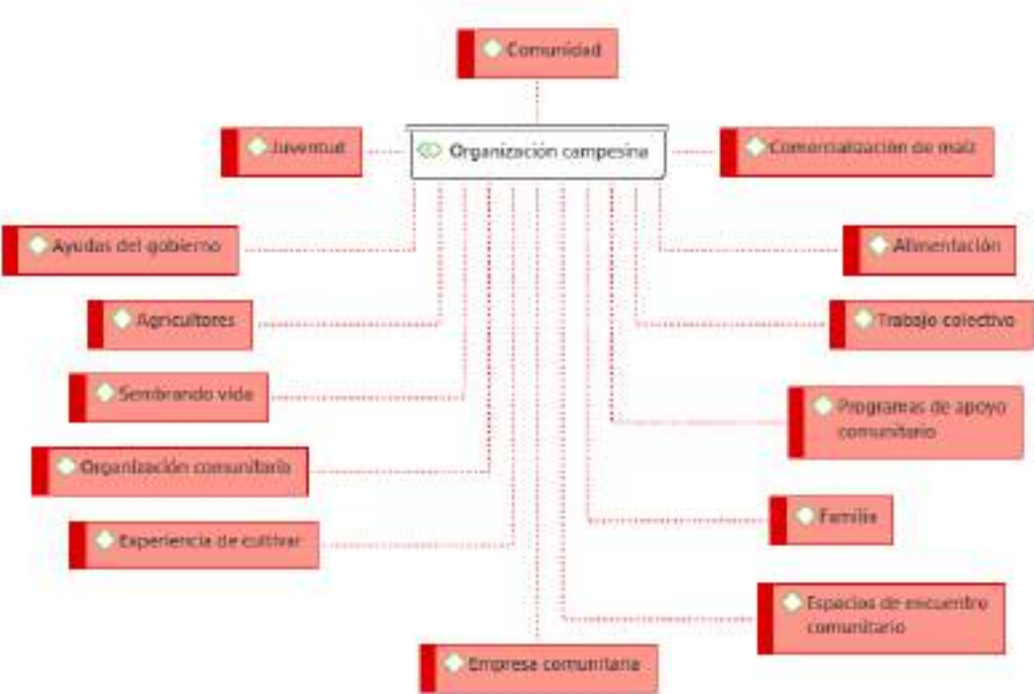 Comunidad
Juventud
Organización campesina
Comercialización de maíz
Ayudas del gobierno
Alimentación
Agricultores
Trabajo colectivo
Sembrando vida
Programas de apoyo
comunitario
Organización comunitaria
Familia
Experiencia de cultivar
Espacios de encuentro
comunitario
Empresa comunitaria